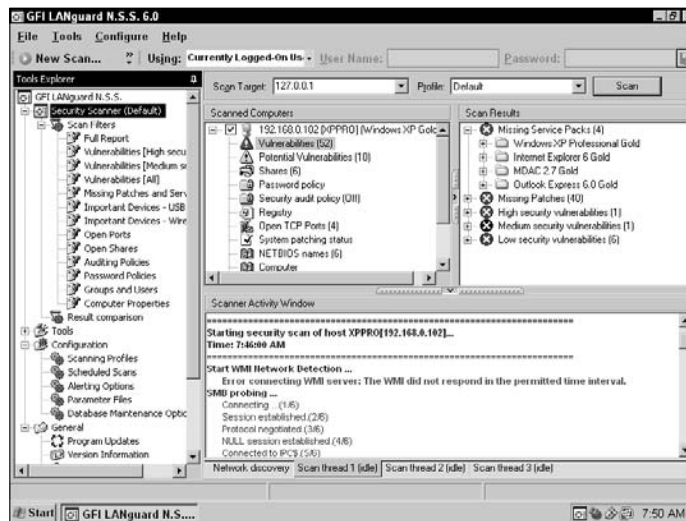 GFI LANguard N.S.S. 6.0
File Tools Configure Help
New Scan... » Using: Currently Logged-On Us- User Name: Password:
Tools Explorer
GFI LANguard N.S.S.
Security Scanner (Default)
Scan Filters
Full Report
Vulnerabilities [High secu
Vulnerabilities [Medium s
Vulnerabilities [All]
Missing Patches and Serv
Important Devices - USB
Important Devices - Wire
Open Ports
Open Shares
Auditing Policies
Password Policies
Groups and Users
Computer Properties
Result comparison
Tools
Configuration
Scanning Profiles
Scheduled Scans
Alerting Options
Parameter Files
Database Maintenance Optic
General
Program Updates
Version Information
Scan Target: 127.0.0.1 Profile: Default Scan
Scanned Computers
192.168.0.102 [XPPRO] (Windows XP Gold
Vulnerabilities (52)
Potential Vulnerabilities (10)
Shares (6)
Password policy
Security audit policy (Off)
Registry
Open TCP Ports (4)
System patching status
NETBIOS names (6)
Computer
Scan Results
Missing Service Packs (4)
Windows XP Professional Gold
Internet Explorer 6 Gold
MDAC 2.7 Gold
Outlook Express 6.0 Gold
Missing Patches (40)
High security vulnerabilities (1)
Medium security vulnerabilities (1)
Low security vulnerabilities (6)
Scanner Activity Window
Starting security scan of host XPPRO[192.168.0.102]...
Time: 7:46:00 AM
Start WMI Network Detection ...
Error connecting WMI server: The WMI did not respond in the permitted time interval.
SMB probing ...
Connecting ...(1/6)
Session established.(2/6)
Protocol negotiated.(3/6)
NULL session established.(4/6)
Connected to IPC$.(5/6)
Network discovery Scan thread 1 (idle) Scan thread 2 (idle) Scan thread 3 (idle)
Start GFI LANguard N.S.... 7:50 AM